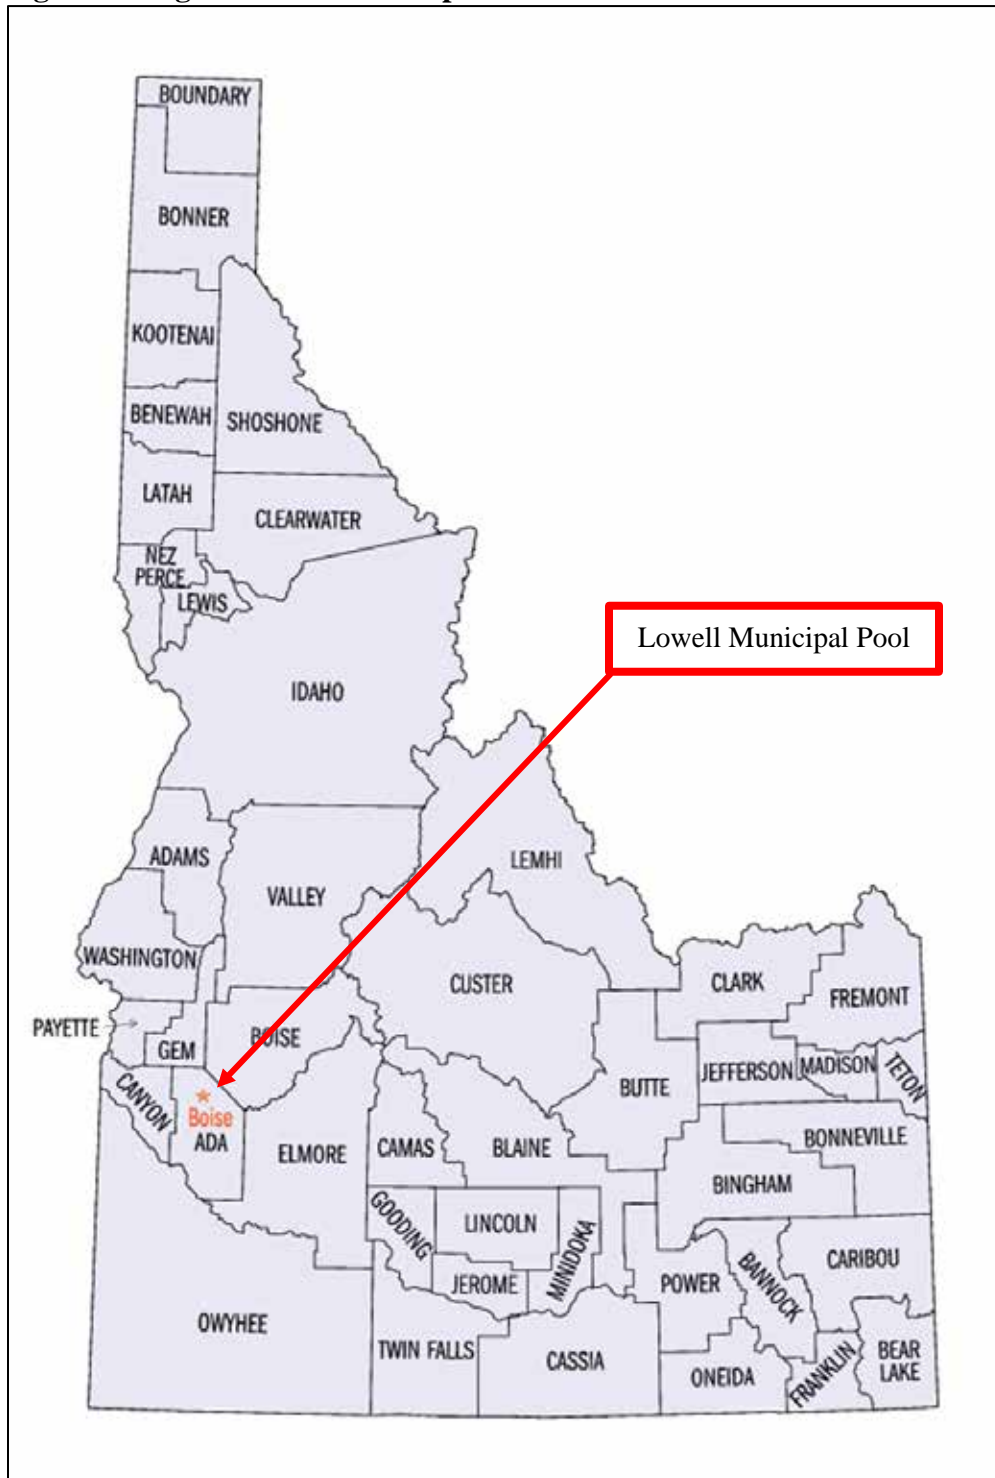 BOUNDARY
BONNER
KOOTENAI
BENEWAH
SHOSHONE
LATAH
CLEARWATER
NEZ
PERCE
LEWIS
Lowell Municipal Pool
IDAHO
ADAMS
LEMHI
VALLEY
WASHINGTON
CUSTER
CLARK
FREMONT
PAYETTE
GEM
BOISE
BUTTE
JEFFERSON
MADISON
TETON
CANYON
Boise
ADA
ELMORE
CAMAS
BLAINE
BONNEVILLE
BINGHAM
GOODING
LINCOLN
MINIDOKA
JEROME
POWER
BANNOCK
CARIBOU
OWYHEE
TWIN FALLS
CASSIA
ONEIDA
FRANKLIN
BEAR
LAKE